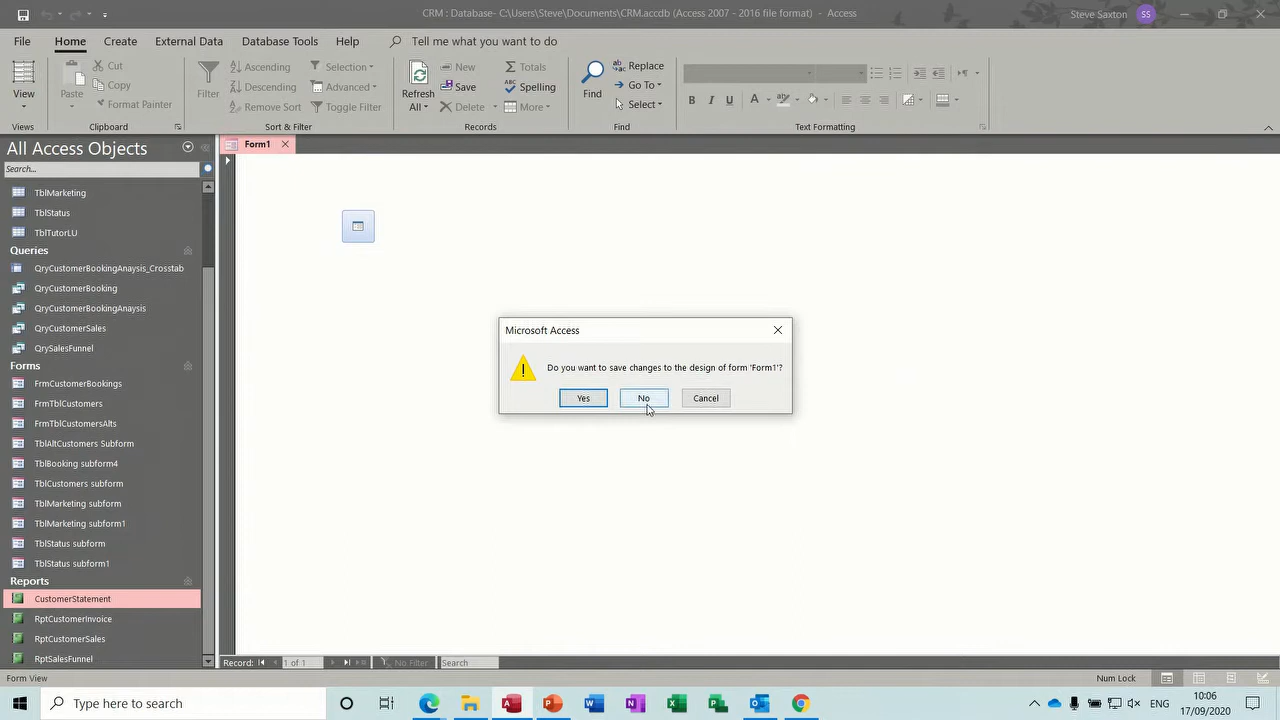 CRM : Database- C:\Users\Steve\Documents\CRM.accdb (Access 2007 - 2016 file format) - Access
Steve Saxton SS
File Home Create External Data Database Tools Help Tell me what you want to do
View
Views
Paste
Cut
Copy
Format Painter
Clipboard
Filter
Ascending
Descending
Remove Sort
Selection
Advanced
Toggle Filter
Sort & Filter
Refresh All
New
Save
Delete
Totals
Spelling
More
Records
Find
Replace
Go To
Select
Find
B I U
A
Text Formatting
All Access Objects
Search...
TblMarketing
TblStatus
TblTutorLU
Queries
QryCustomerBookingAnaysis_Crosstab
QryCustomerBooking
QryCustomerBookingAnaysis
QryCustomerSales
QrySalesFunnel
Forms
FrmCustomerBookings
FrmTblCustomers
FrmTblCustomersAlts
TblAltCustomers Subform
TblBooking subform4
TblCustomers subform
TblMarketing subform
TblMarketing subform1
TblStatus subform
TblStatus subform1
Reports
CustomerStatement
RptCustomerInvoice
RptCustomerSales
RptSalesFunnel
Form1
Microsoft Access
Do you want to save changes to the design of form 'Form1'?
Yes No Cancel
Record: 1 of 1 No Filter Search
Form View
Num Lock
Type here to search
ENG
10:06
17/09/2020